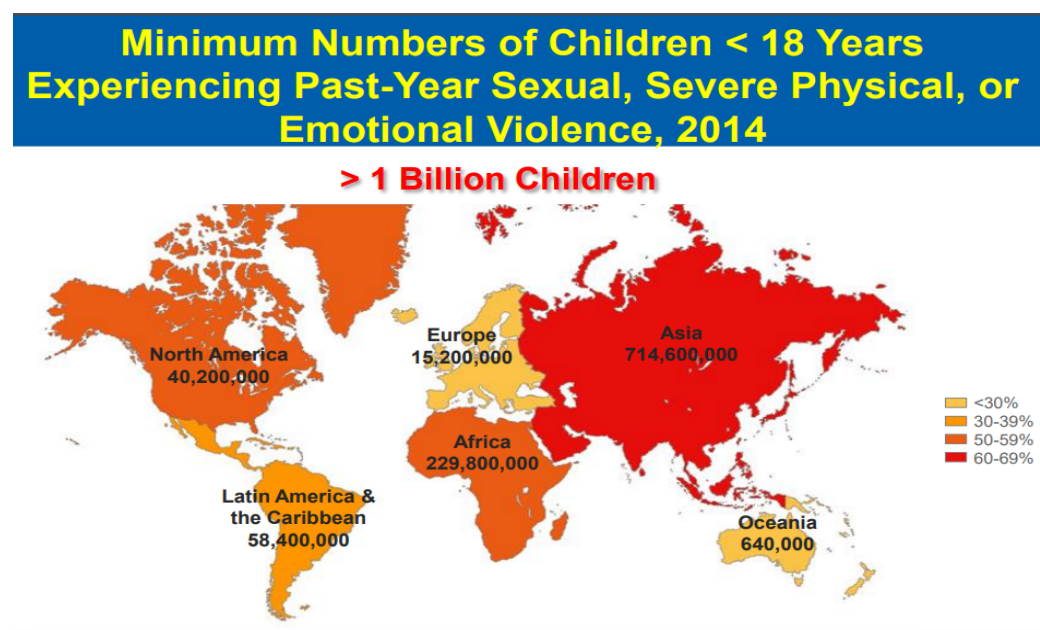 Minimum Numbers of Children < 18 Years
Experiencing Past-Year Sexual, Severe Physical, or
Emotional Violence, 2014
> 1 Billion Children
North America
40,200,000
Europe
15,200,000
Asia
714,600,000
Africa
229,800,000
Latin America &
the Caribbean
58,400,000
Oceania
640,000
<30%
30-39%
50-59%
60-69%